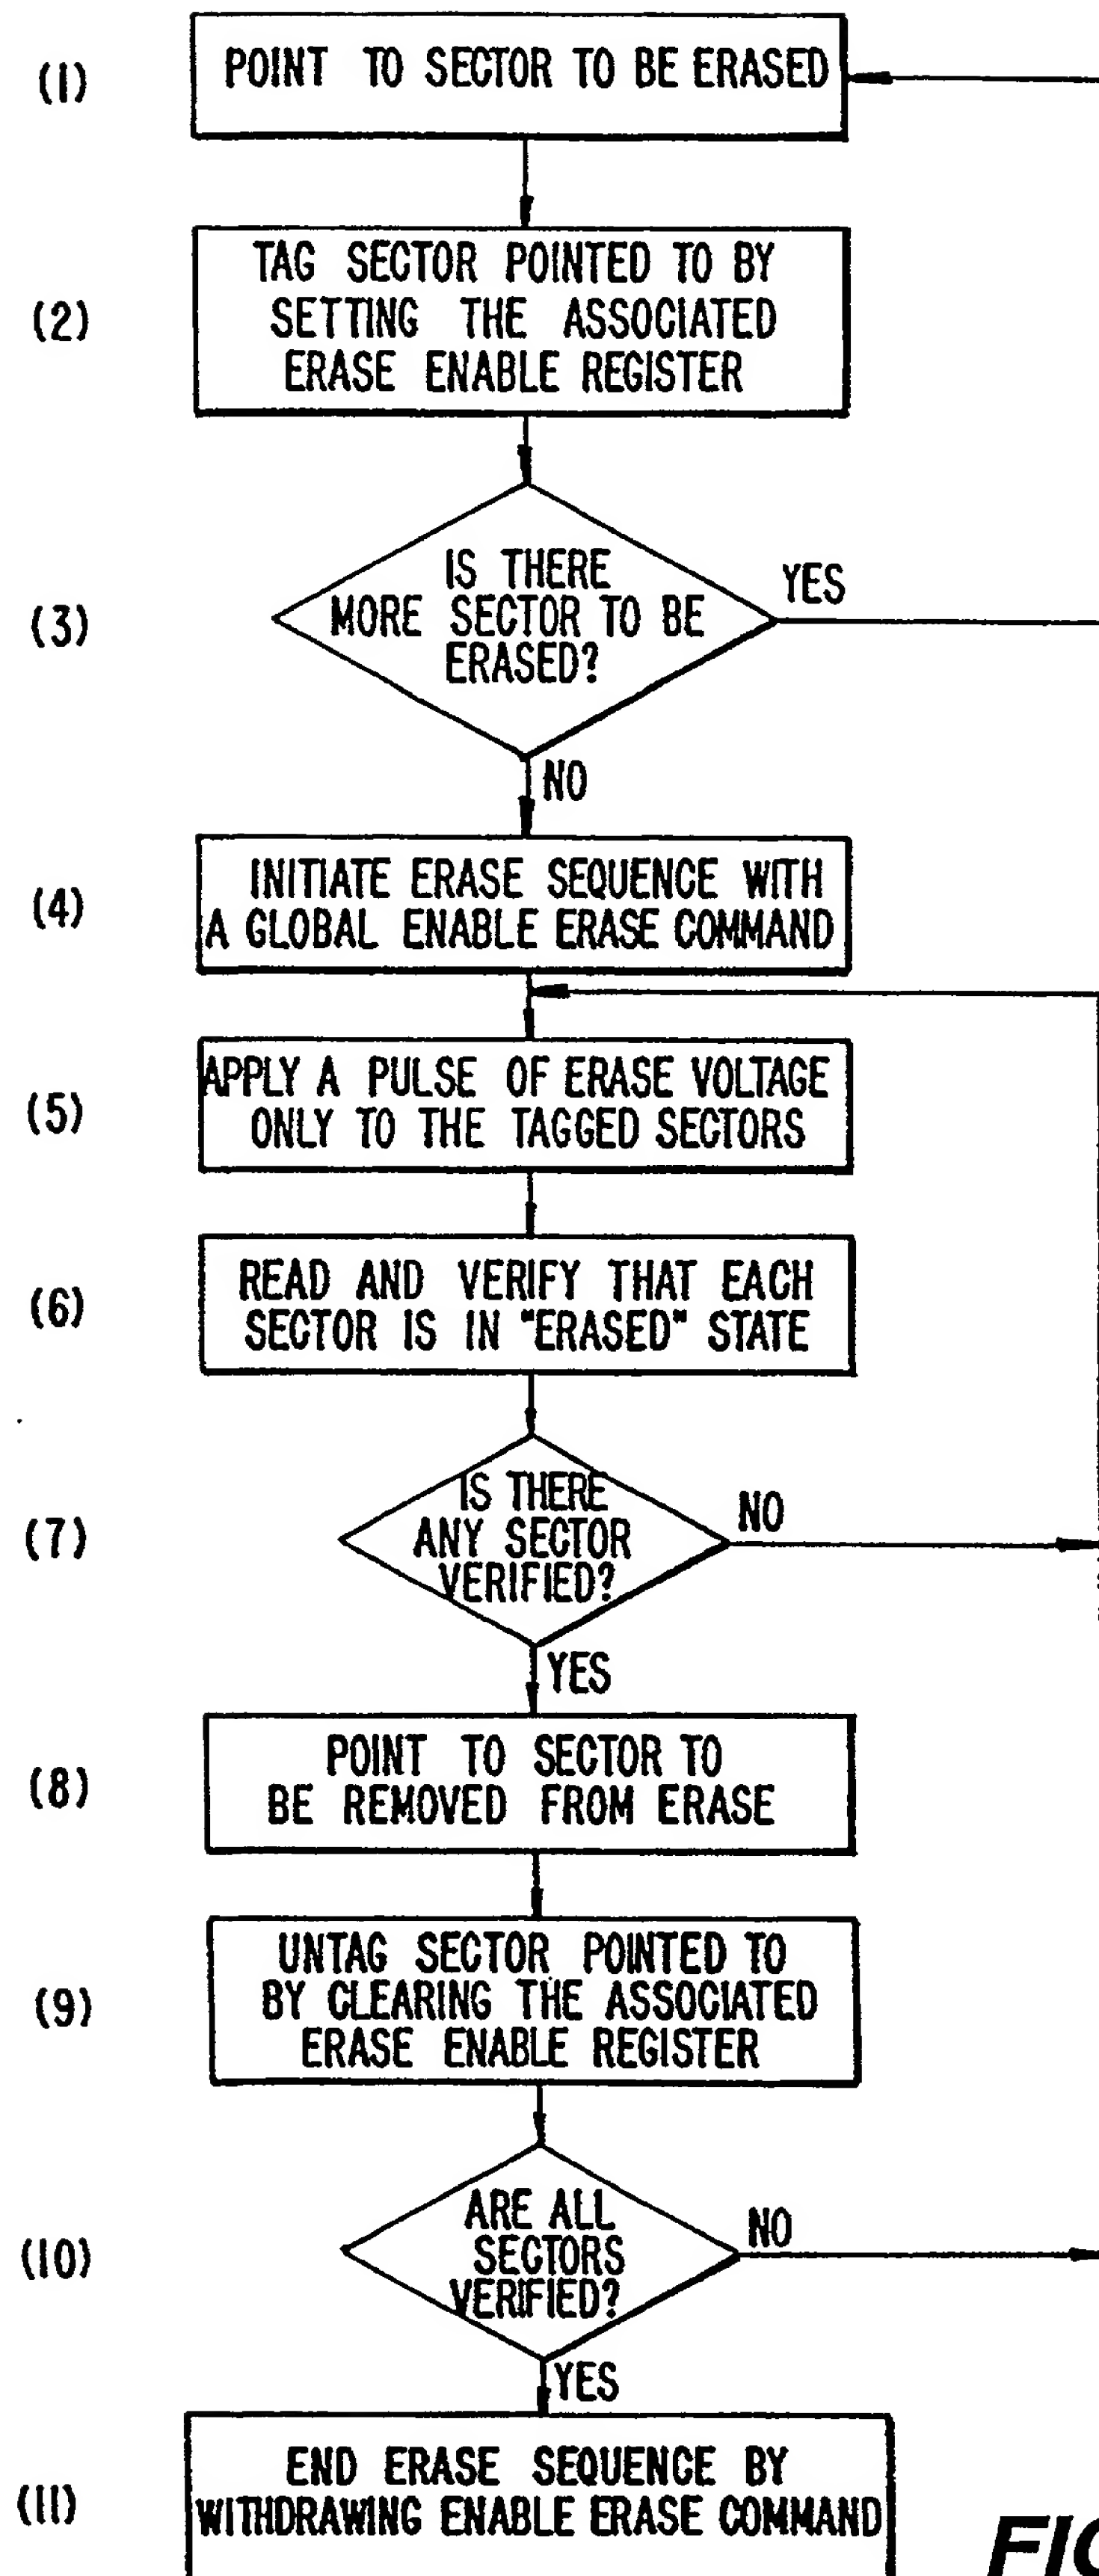 (1)
POINT TO SECTOR TO BE ERASED
(2)
TAG SECTOR POINTED TO BY
SETTING THE ASSOCIATED
ERASE ENABLE REGISTER
(3)
IS THERE
MORE SECTOR TO BE
ERASED?
YES
NO
(4)
INITIATE ERASE SEQUENCE WITH
A GLOBAL ENABLE ERASE COMMAND
(5)
APPLY A PULSE OF ERASE VOLTAGE
ONLY TO THE TAGGED SECTORS
(6)
READ AND VERIFY THAT EACH
SECTOR IS IN "ERASED" STATE
(7)
IS THERE
ANY SECTOR
VERIFIED?
NO
YES
(8)
POINT TO SECTOR TO
BE REMOVED FROM ERASE
(9)
UNTAG SECTOR POINTED TO
BY CLEARING THE ASSOCIATED
ERASE ENABLE REGISTER
(10)
ARE ALL
SECTORS
VERIFIED?
NO
YES
(11)
END ERASE SEQUENCE BY
WITHDRAWING ENABLE ERASE COMMAND